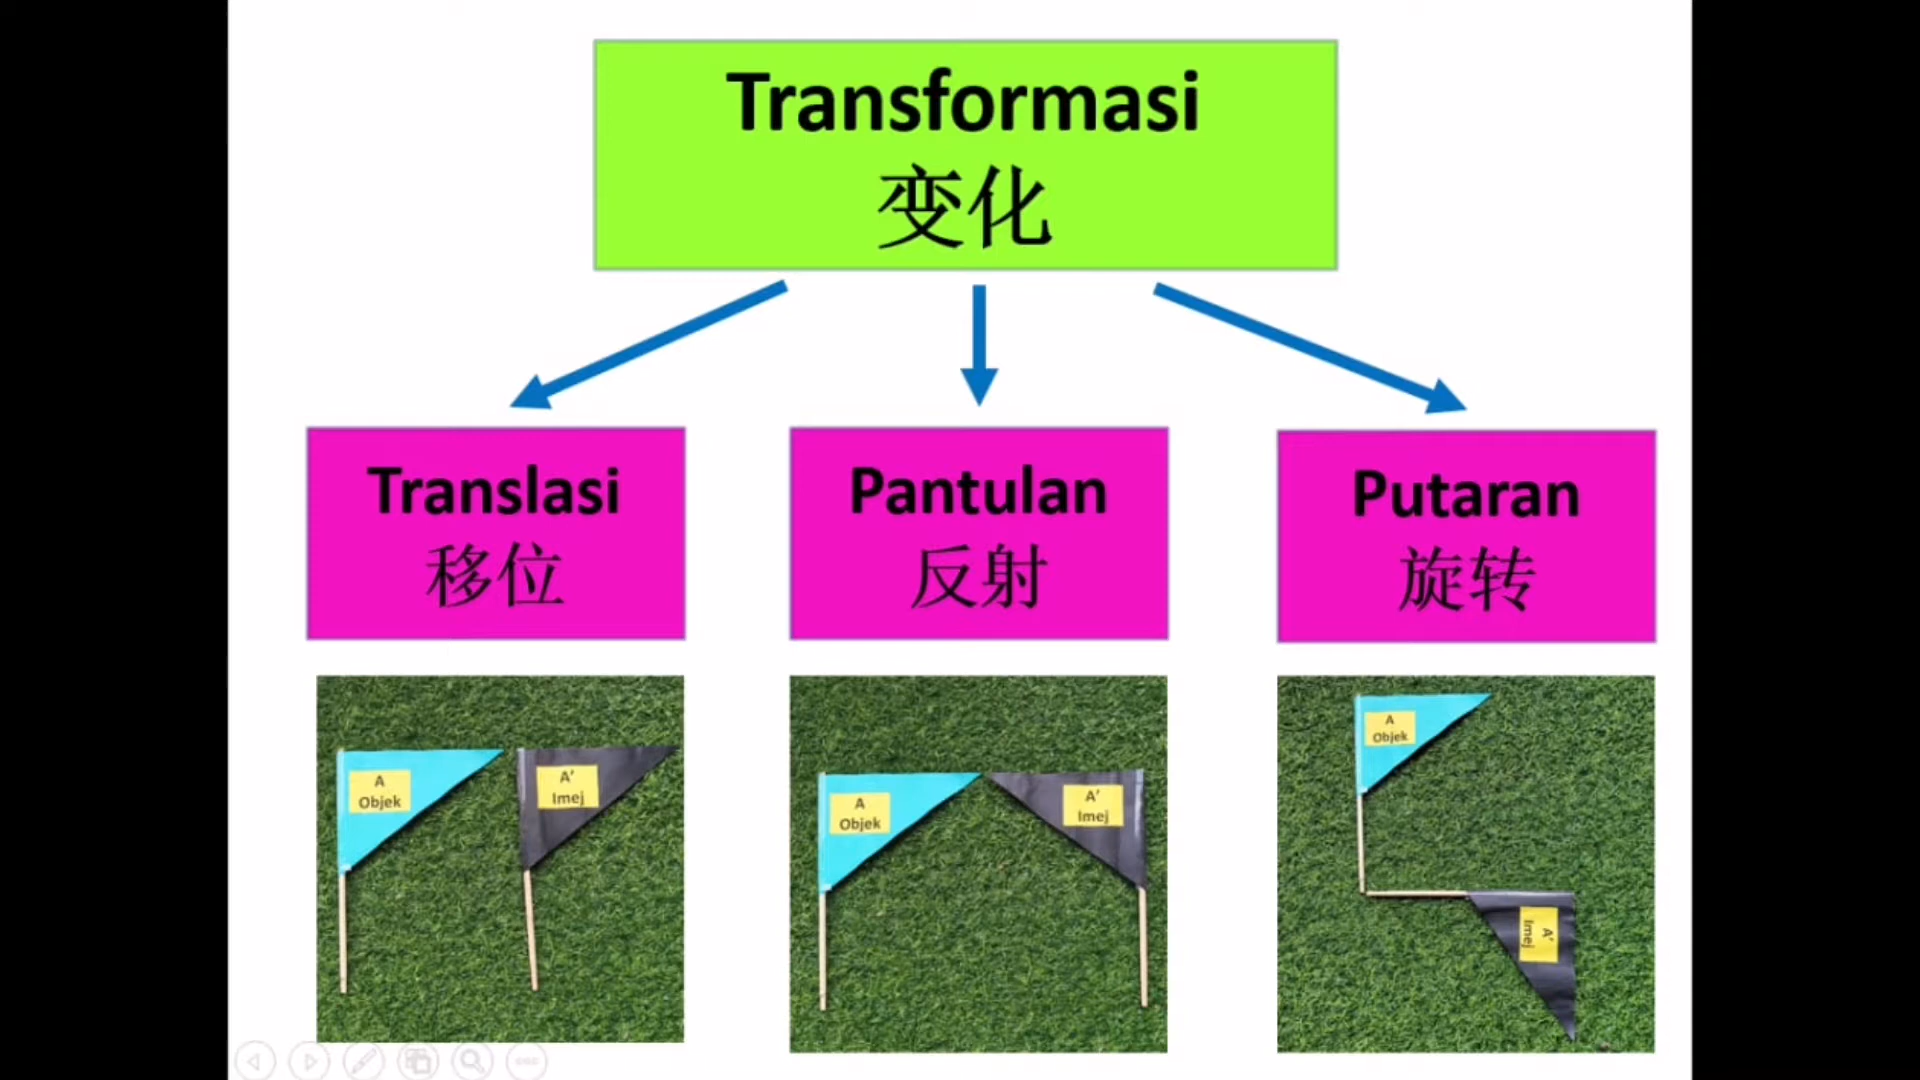 Transformasi
变化
Translasi
移位
Pantulan
反射
Putaran
旋转
A
Objek
A’
Imej
A
Objek
A’
Imej
A
Objek
A’
Imej